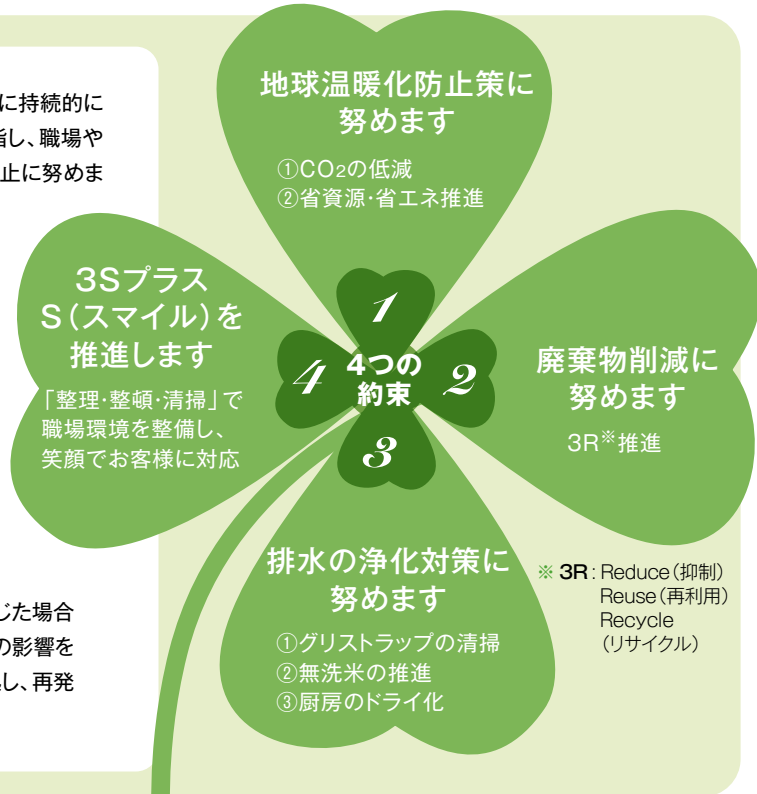 に持続的に
指し、職場や
止に努めま
じた場合
の影響を
し、再発
地球温暖化防止策に
努めます
①CO2の低減
②省資源・省エネ推進
1
4つの
約束
2
3
4
廃棄物削減に
努めます
3R※推進
※ 3R：Reduce（抑制）
Reuse（再利用）
Recycle
（リサイクル）
排水の浄化対策に
努めます
①グリストラップの清掃
②無洗米の推進
③厨房のドライ化
3Sプラス
S（スマイル）を
推進します
「整理・整頓・清掃」で
職場環境を整備し、
笑顔でお客様に対応